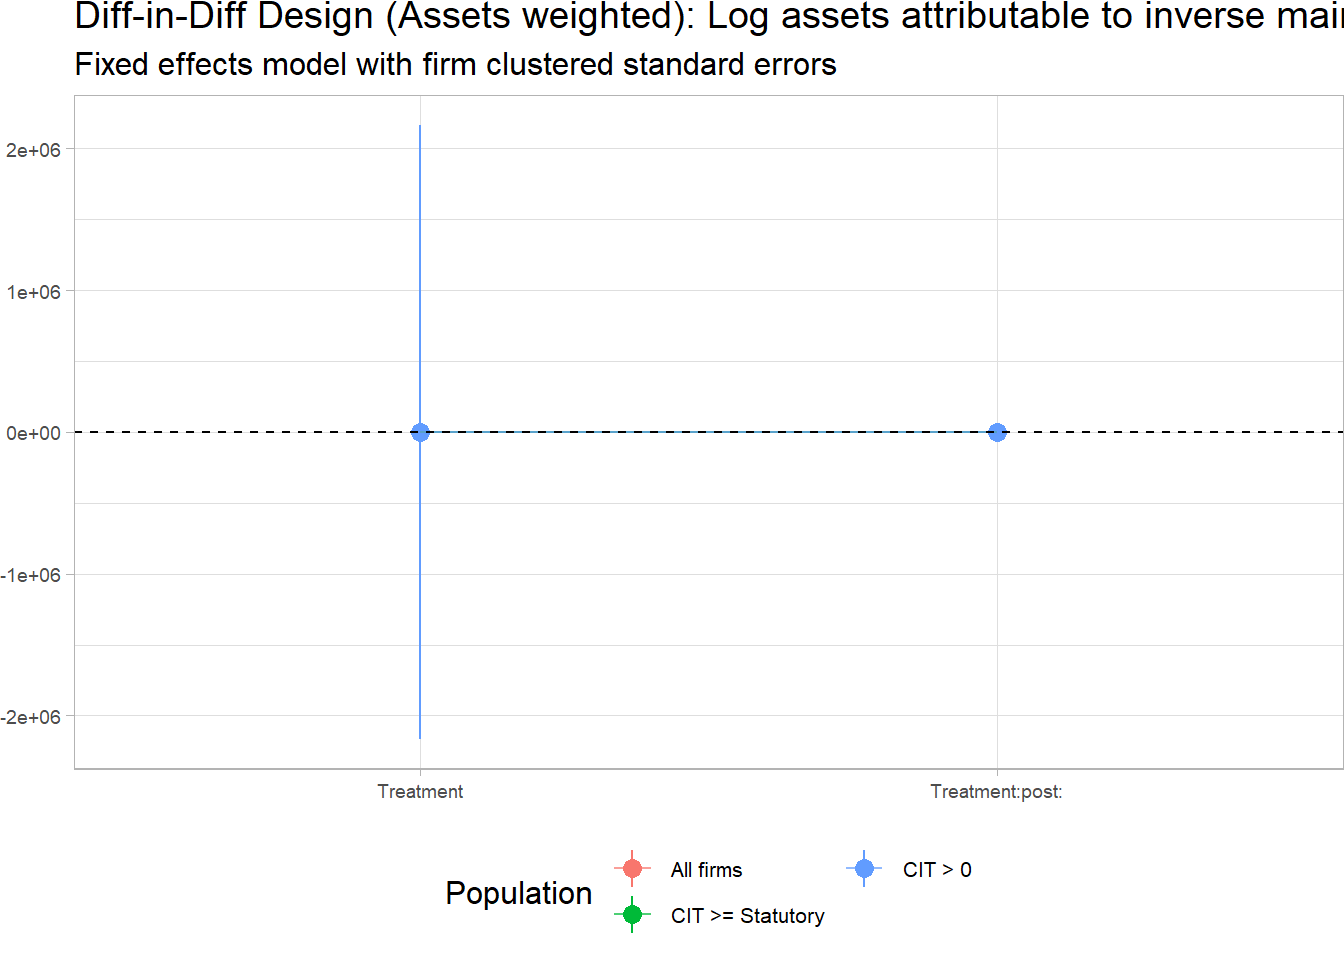 Diff-in-Diff Design (Assets weighted): Log assets attributable to inverse
Fixed effects model with firm clustered standard errors
2e+06
1e+06
0e+00
-1e+06
-2e+06
Treatment Treatment:post:
Population
All firms
CIT >= Statutory
CIT > 0